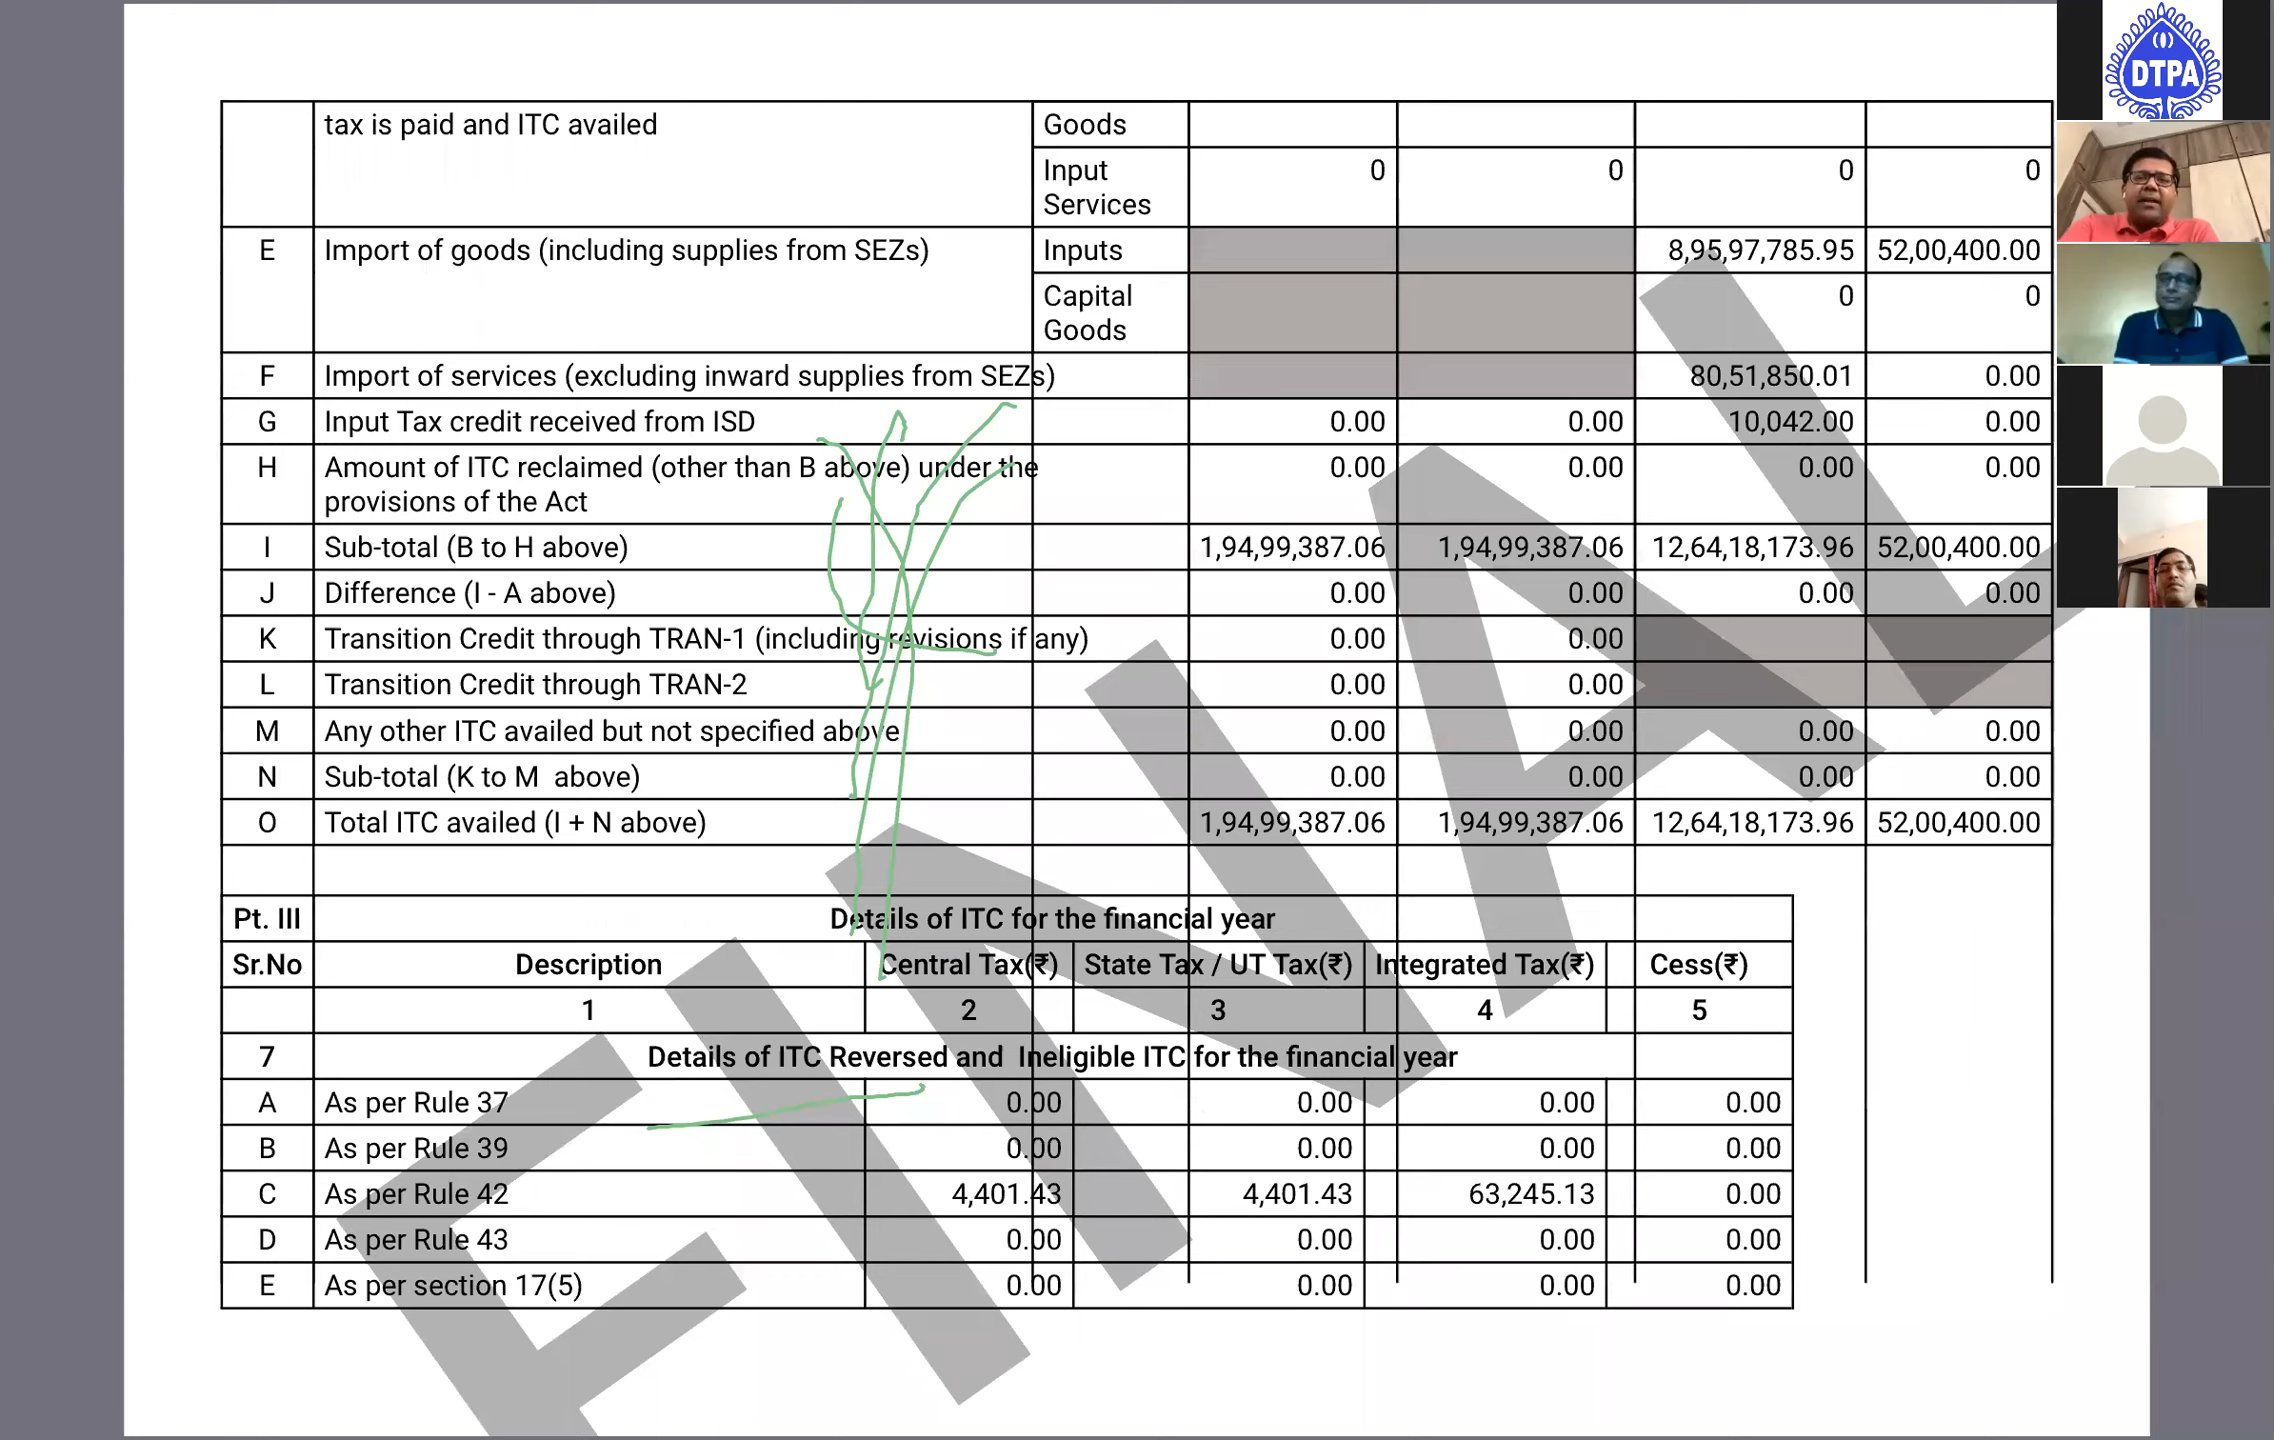 DTPA
tax is paid and ITC availed Goods
Input Services 0 0 0 0
E Import of goods (including supplies from SEZs) Inputs 8,95,97,785.95 52,00,400.00
Capital Goods 0 0
F Import of services (excluding inward supplies from SEZs) 80,51,850.01 0.00
G Input Tax credit received from ISD 0.00 0.00 10,042.00 0.00
H Amount of ITC reclaimed (other than B above) under the 0.00 0.00 0.00 0.00
provisions of the Act
I Sub-total (B to H above) 1,94,99,387.06 1,94,99,387.06 12,64,18,173.96 52,00,400.00
J Difference (I - A above) 0.00 0.00 0.00 0.00
K Transition Credit through TRAN-1 (including revisions if any) 0.00 0.00
L Transition Credit through TRAN-2 0.00 0.00
M Any other ITC availed but not specified above 0.00 0.00 0.00 0.00
N Sub-total (K to M above) 0.00 0.00 0.00 0.00
O Total ITC availed (I + N above) 1,94,99,387.06 1,94,99,387.06 12,64,18,173.96 52,00,400.00
Pt. III Details of ITC for the financial year
Sr.No Description Central Tax(₹) State Tax / UT Tax(₹) Integrated Tax(₹) Cess(₹)
1 2 3 4 5
7 Details of ITC Reversed and Ineligible ITC for the financial year
A As per Rule 37 0.00 0.00 0.00 0.00
B As per Rule 39 0.00 0.00 0.00 0.00
C As per Rule 42 4,401.43 4,401.43 63,245.13 0.00
D As per Rule 43 0.00 0.00 0.00 0.00
E As per section 17(5) 0.00 0.00 0.00 0.00
FINAL